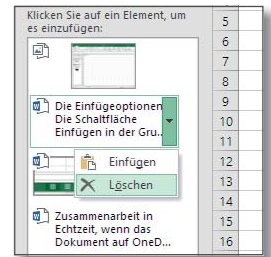 Klicken Sie auf ein Element, um
es einzufügen:
Die Einfügeoptionen
Die Schaltfläche
Einfügen in der Gru...
Einfügen
Löschen
Zusammenarbeit in
Echtzeit, wenn das
Dokument auf OneD...
5
6
7
8
9
10
11
12
13
14
15
16